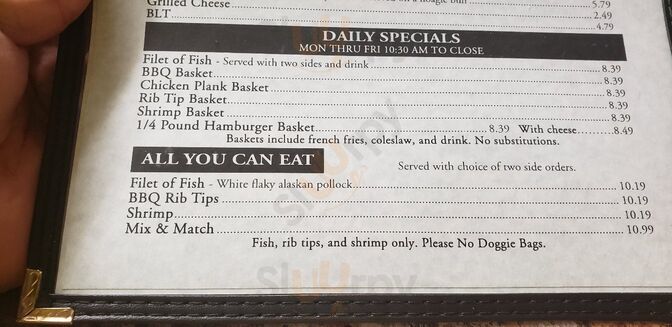 Grilled Cheese 5.79
BLT 2.49
4.79
DAILY SPECIALS
MON THRU FRI 10:30 AM TO CLOSE
Filet of Fish - Served with two sides and drink 8.39
BBQ Basket 8.39
Chicken Plank Basket 8.39
Rib Tip Basket 8.39
Shrimp Basket 8.39
1/4 Pound Hamburger Basket 8.39 With cheese 8.49
Baskets include french fries, coleslaw, and drink. No substitutions.
ALL YOU CAN EAT Served with choice of two side orders.
Filet of Fish - White flaky alaskan pollock 10.19
BBQ Rib Tips 10.19
Shrimp 10.19
Mix & Match 10.99
Fish, rib tips, and shrimp only. Please No Doggie Bags.
sluurpy